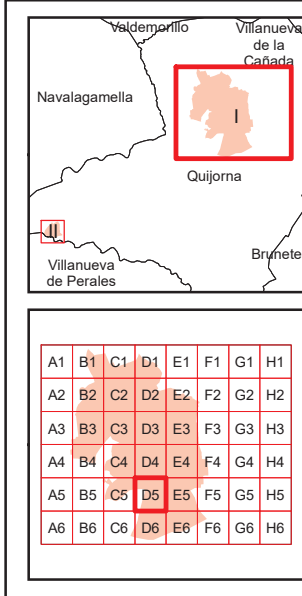 Valdemorillo
Villanueva
de la
Cañada
Navalagamella
I
Quijorna
II
Villanueva
de Perales
Brunete
A1 B1 C1 D1 E1 F1 G1 H1
A2 B2 C2 D2 E2 F2 G2 H2
A3 B3 C3 D3 E3 F3 G3 H3
A4 B4 C4 D4 E4 F4 G4 H4
A5 B5 C5 D5 E5 F5 G5 H5
A6 B6 C6 D6 E6 F6 G6 H6